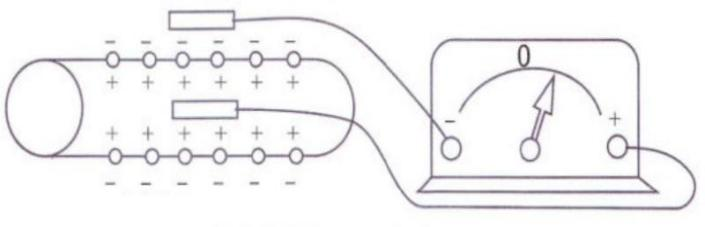 - - - - - -
0
+ + + + + +
- +
+ + + + + +
- - - - - -